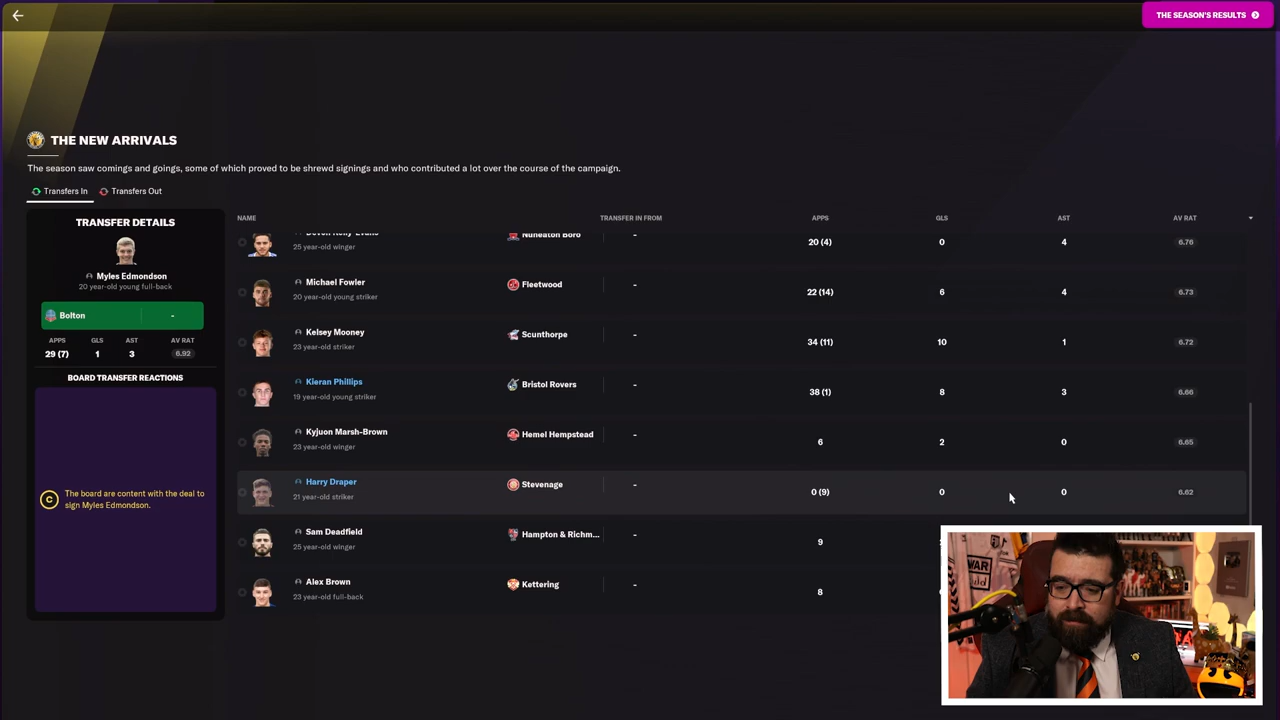 THE SEASON'S RESULTS
THE NEW ARRIVALS
The season saw comings and goings, some of which proved to be shrewd signings and who contributed a lot over the course of the campaign.
Transfers In Transfers Out
TRANSFER DETAILS
Myles Edmondson
20 year-old young full-back
Bolton -
APPS GLS AST AV RAT
29 (7) 1 3 6.92
BOARD TRANSFER REACTIONS
C The board are content with the deal to
sign Myles Edmondson.
NAME TRANSFER IN FROM APPS GLS AST AV RAT
Nuneaton Boro - 20 (4) 0 4 6.76
25 year-old winger
Michael Fowler Fleetwood - 22 (14) 6 4 6.73
20 year-old young striker
Kelsey Mooney Scunthorpe - 34 (11) 10 1 6.72
23 year-old striker
Kieran Phillips Bristol Rovers - 38 (1) 8 3 6.66
19 year-old young striker
Kyjuon Marsh-Brown Hemel Hempstead - 6 2 0 6.65
23 year-old winger
Harry Draper Stevenage - 0 (9) 0 0 6.62
21 year-old striker
Sam Deadfield Hampton & Richm... - 9
25 year-old winger
Alex Brown Kettering - 8
23 year-old full-back
WAR